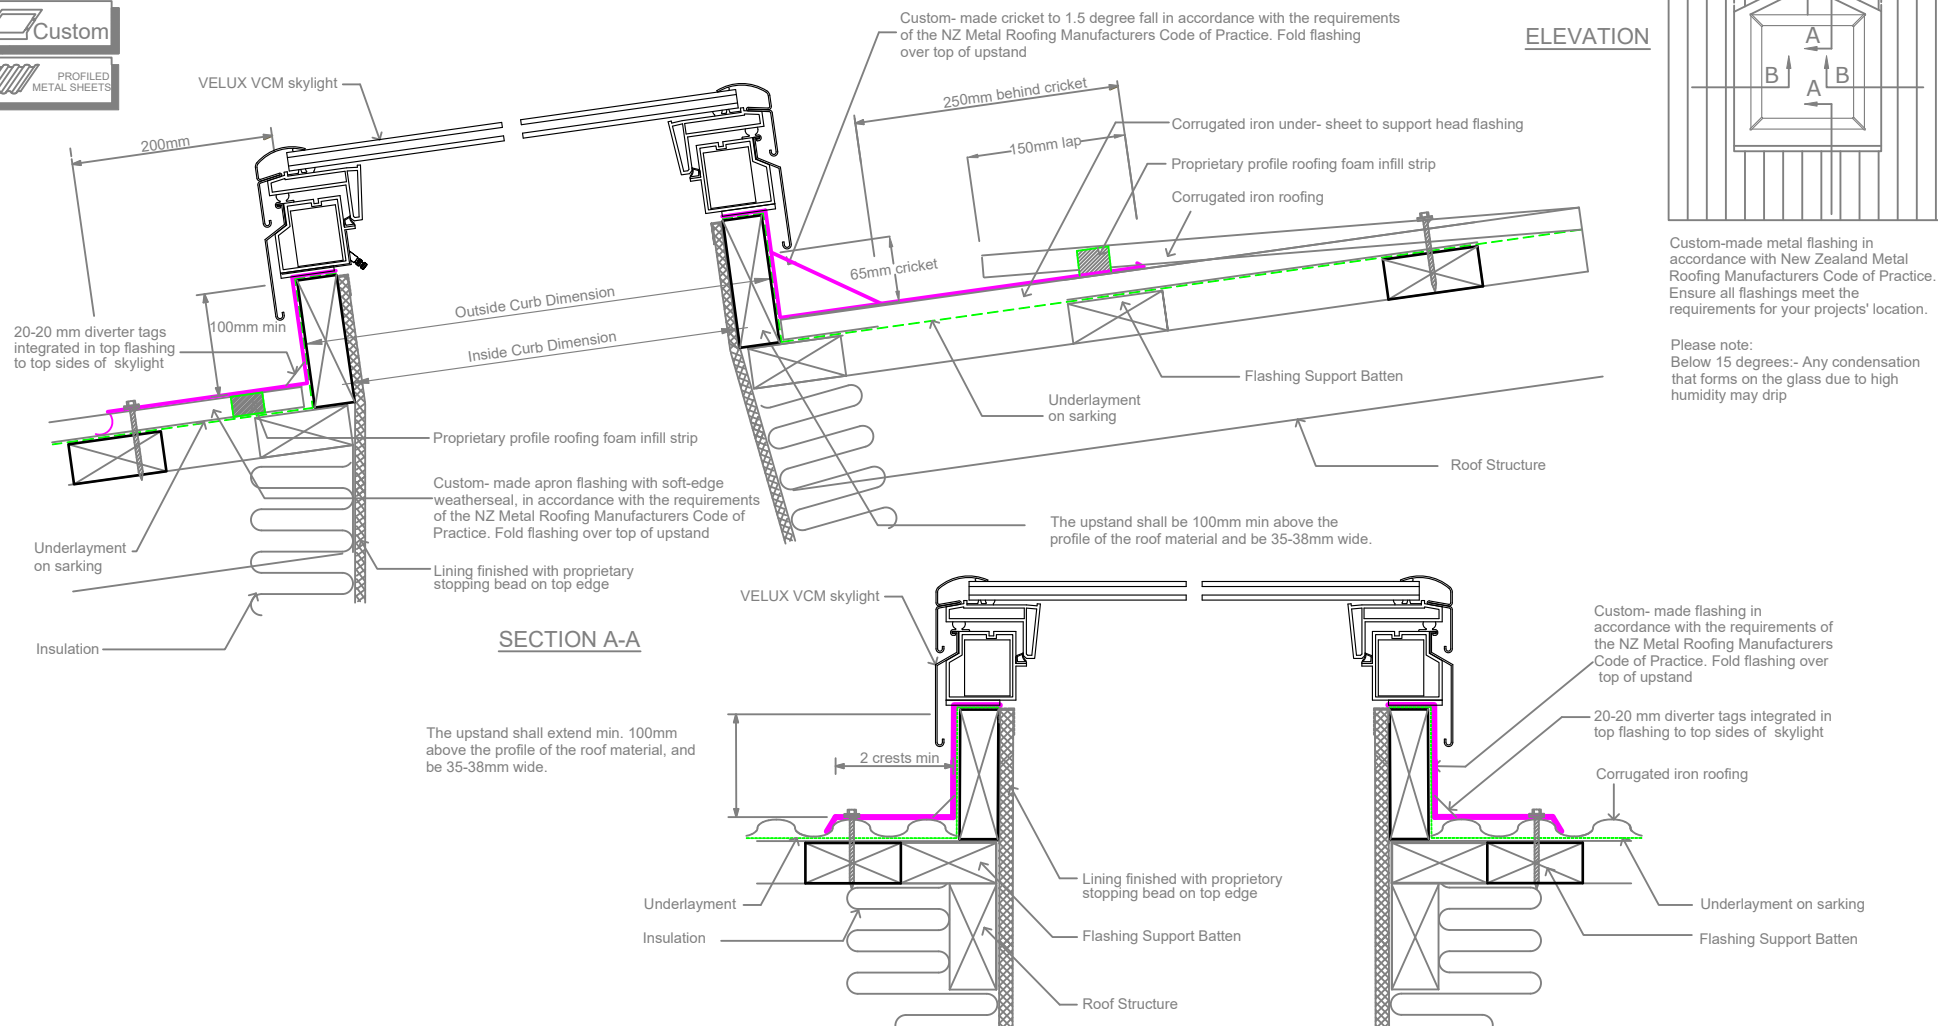 Custom
PROFILED
METAL SHEETS
VELUX VCM skylight
200mm
Custom- made cricket to 1.5 degree fall in accordance with the requirements
of the NZ Metal Roofing Manufacturers Code of Practice. Fold flashing
over top of upstand
250mm behind cricket
150mm lap
Corrugated iron under- sheet to support head flashing
Proprietary profile roofing foam infill strip
Corrugated iron roofing
65mm cricket
ELEVATION
A
B
B
A
Custom-made metal flashing in
accordance with New Zealand Metal
Roofing Manufacturers Code of Practice.
Ensure all flashings meet the
requirements for your projects' location.
Please note:
Below 15 degrees:- Any condensation
that forms on the glass due to high
humidity may drip
Outside Curb Dimension
Inside Curb Dimension
100mm min
20-20 mm diverter tags
integrated in top flashing
to top sides of skylight
Flashing Support Batten
Underlayment
on sarking
Roof Structure
Proprietary profile roofing foam infill strip
Custom- made apron flashing with soft-edge
weatherseal, in accordance with the requirements
of the NZ Metal Roofing Manufacturers Code of
Practice. Fold flashing over top of upstand
The upstand shall be 100mm min above the
profile of the roof material and be 35-38mm wide.
Underlayment
on sarking
Lining finished with proprietary
stopping bead on top edge
Insulation
SECTION A-A
VELUX VCM skylight
Custom- made flashing in
accordance with the requirements of
the NZ Metal Roofing Manufacturers
Code of Practice. Fold flashing over
top of upstand
20-20 mm diverter tags integrated in
top flashing to top sides of skylight
Corrugated iron roofing
The upstand shall extend min. 100mm
above the profile of the roof material, and
be 35-38mm wide.
2 crests min
Underlayment
Insulation
Lining finished with proprietory
stopping bead on top edge
Flashing Support Batten
Roof Structure
Underlayment on sarking
Flashing Support Batten